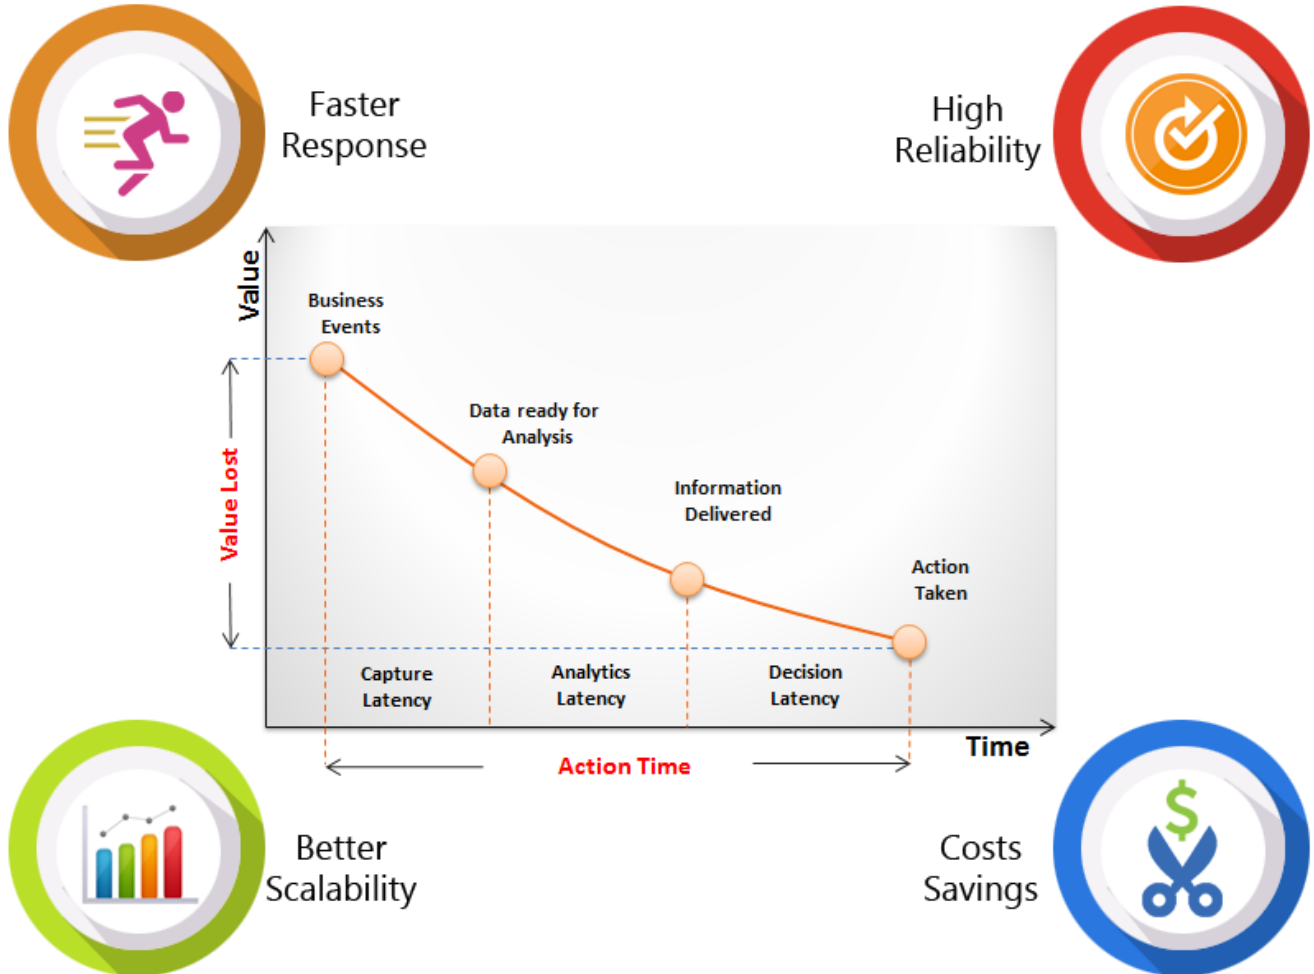 Faster
Response
High
Reliability
Value
Business
Events
Data ready for
Analysis
Information
Delivered
Action
Taken
Value Lost
Capture
Latency
Analytics
Latency
Decision
Latency
Time
Action Time
Better
Scalability
Costs
Savings
$